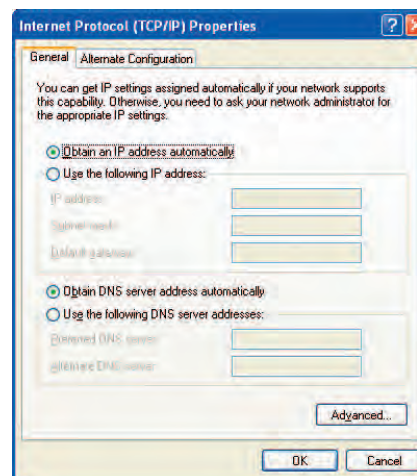 Internet Protocol (TCP/IP) Properties
General
Alternate Configuration
You can get IP settings assigned automatically if your network supports
this capability. Otherwise, you need to ask your network administrator for
the appropriate IP settings.
Obtain an IP address automatically
Use the following IP address:
IP address:
Subnet mask:
Default gateway:
Obtain DNS server address automatically
Use the following DNS server addresses:
Preferred DNS server:
Alternate DNS server:
Advanced...
OK
Cancel